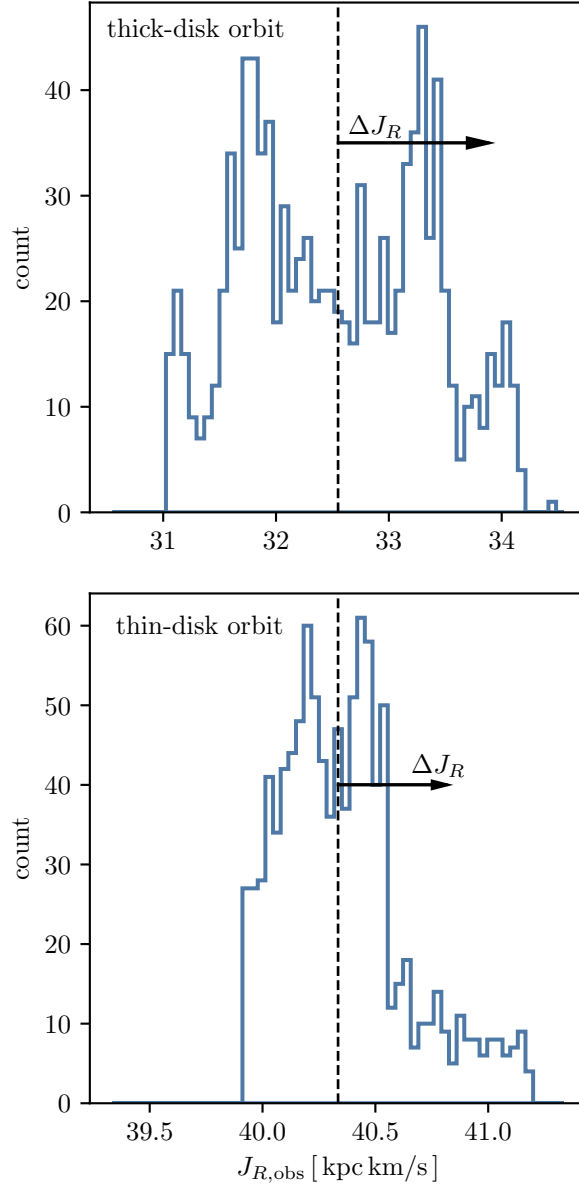 thick-disk orbit
ΔJ_R
count
40
30
20
10
0
31 32 33 34
thin-disk orbit
ΔJ_R
count
60
50
40
30
20
10
0
39.5 40.0 40.5 41.0
J_{R,obs} [kpc km/s]